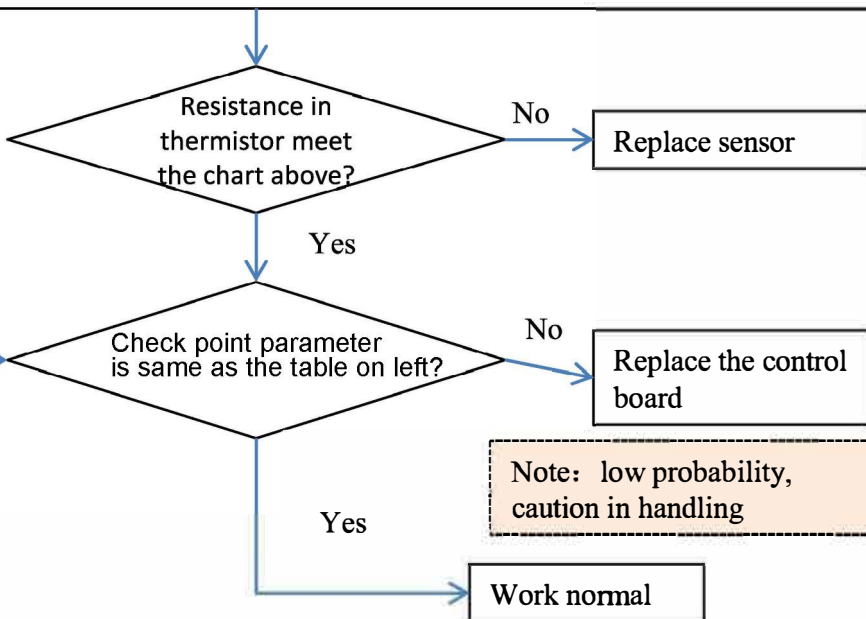 Resistance in
thermistor meet
the chart above?
No
Replace sensor
Yes
Check point parameter
is same as the table on left?
No
Replace the control
board
Note：low probability,
caution in handling
Yes
Work normal